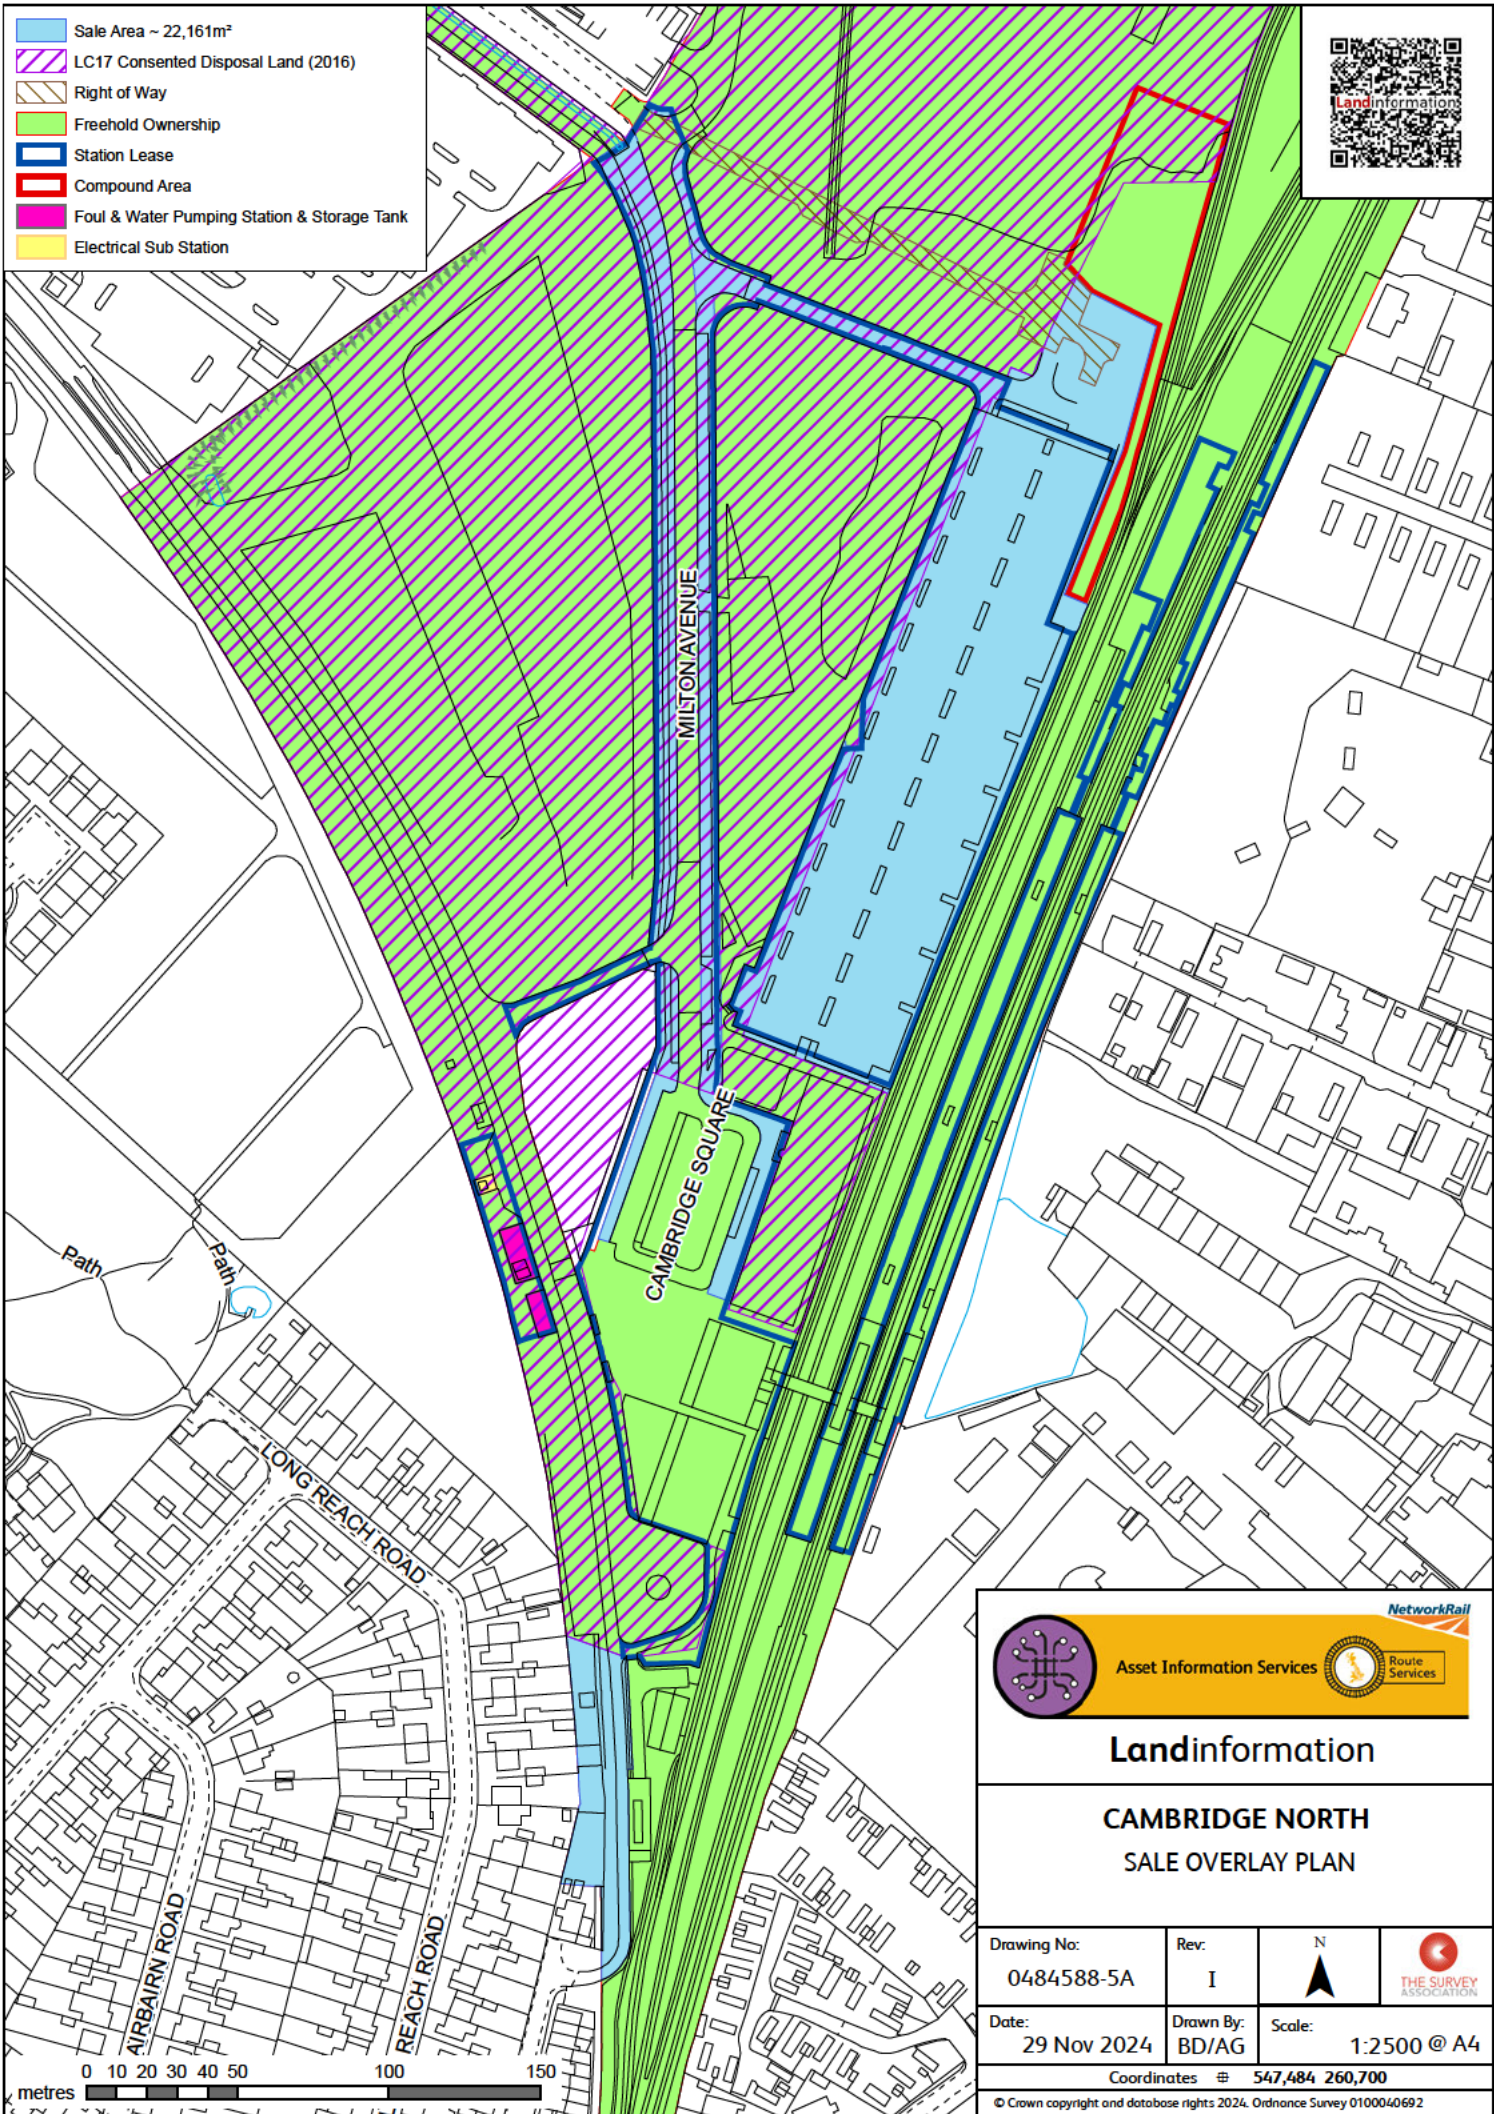 Sale Area ~ 22,161m²
LC17 Consented Disposal Land (2016)
Right of Way
Freehold Ownership
Station Lease
Compound Area
Foul & Water Pumping Station & Storage Tank
Electrical Sub Station
Landinformation
MILTON AVENUE
CAMBRIDGE SQUARE
Path
Path
LONG REACH ROAD
AIRBAIRN ROAD
REACH ROAD
0 10 20 30 40 50 100 150
metres
NetworkRail
Asset Information Services
Route
Services
Landinformation
CAMBRIDGE NORTH
SALE OVERLAY PLAN
Drawing No:
0484588-5A
Rev:
I
N
THE SURVEY
ASSOCIATION
Date:
29 Nov 2024
Drawn By:
BD/AG
Scale:
1:2500 @ A4
Coordinates 547,484 260,700
© Crown copyright and database rights 2024. Ordnance Survey 0100040692